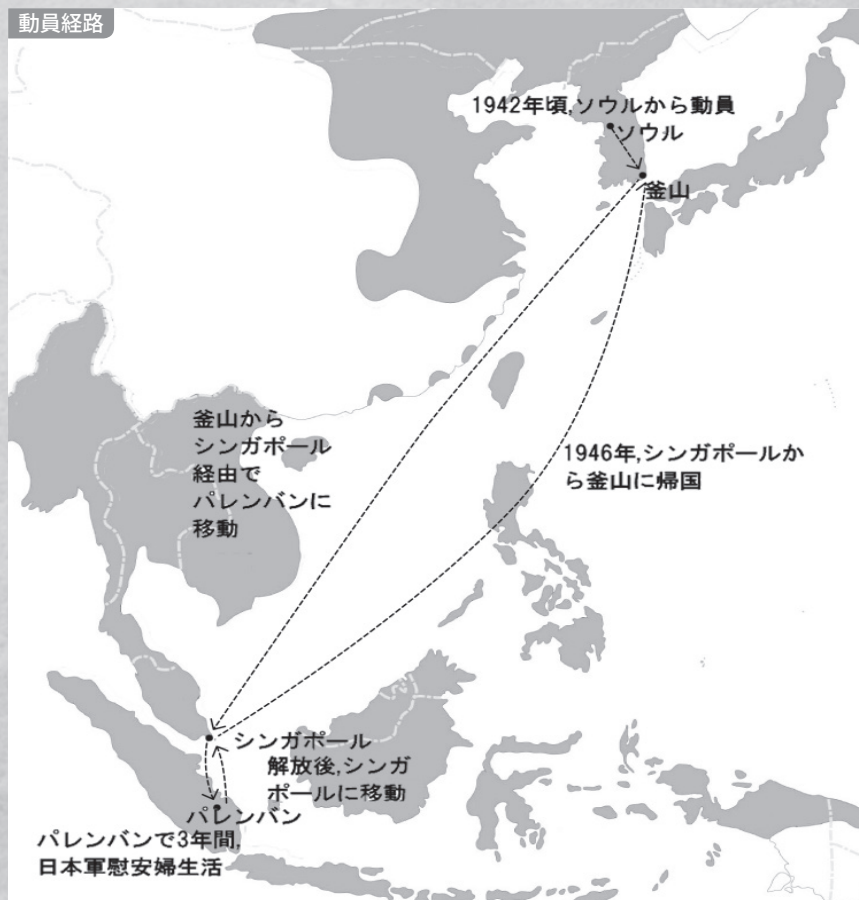 動員経路
1942年頃,ソウルから動員
ソウル
釜山
釜山から
シンガポール
経由で
パレンバンに
移動
1946年,シンガポールか
ら釜山に帰国
シンガポール
解放後,シンガ
ポールに移動
パレンバン
パレンバンで3年間,
日本軍慰安婦生活